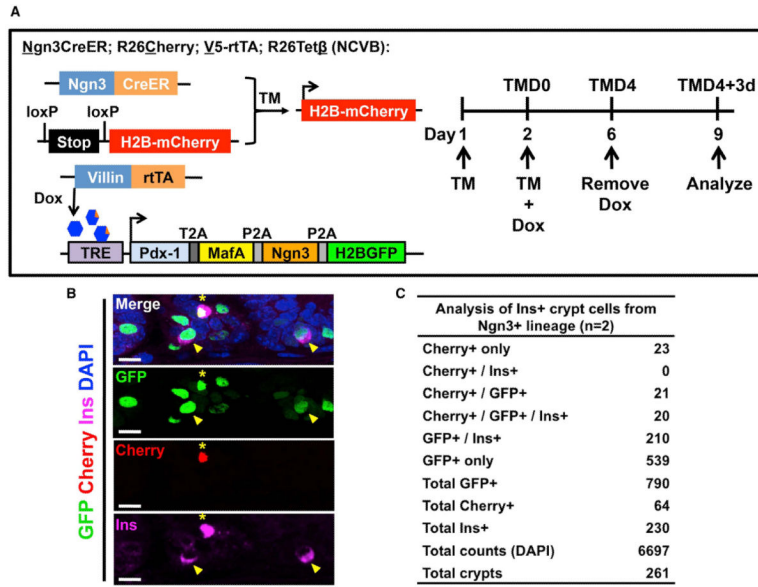 A
Ngn3CreER; R26Cherry; V5-rtTA; R26Tetβ (NCVB):
Ngn3 CreER
loxP loxP
Stop H2B-mCherry
TM
H2B-mCherry
Villin rtTA
Dox
T2A P2A P2A
TRE Pdx-1 MafA Ngn3 H2BGFP
TMD0 TMD4 TMD4+3d
Day 1 2 6 9
TM TM + Dox Remove Dox Analyze
B
GFP Cherry Ins DAPI
Merge
*
GFP
*
Cherry
*
Ins
*
C
Analysis of Ins+ crypt cells from
Ngn3+ lineage (n=2)
Cherry+ only 23
Cherry+ / Ins+ 0
Cherry+ / GFP+ 21
Cherry+ / GFP+ / Ins+ 20
GFP+ / Ins+ 210
GFP+ only 539
Total GFP+ 790
Total Cherry+ 64
Total Ins+ 230
Total counts (DAPI) 6697
Total crypts 261